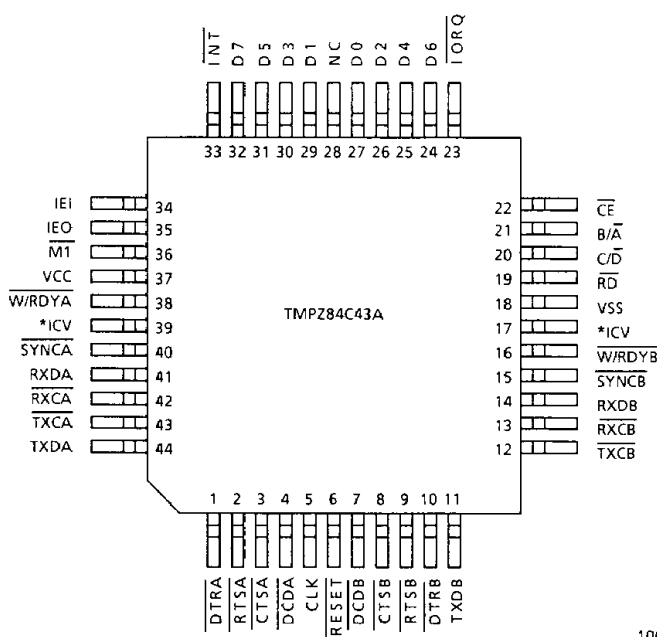 INT D7 D5 D3 D1 NC D0 D2 D4 D6 IORQ
33 32 31 30 29 28 27 26 25 24 23
IEI 34
IEO 35
M1 36
VCC 37
W/RDYA 38
*ICV 39
SYNCA 40
RXDA 41
RXCA 42
TXCA 43
TXDA 44
TMPZ84C43A
22 CE
21 B/A
20 C/D
19 RD
18 VSS
17 *ICV
16 W/RDYB
15 SYNCB
14 RXDB
13 RXCB
12 TXCB
1 2 3 4 5 6 7 8 9 10 11
DTRA RTSA CTSA DCDA CLK RESET DCDB CTSB RTSB DTRB TXDB